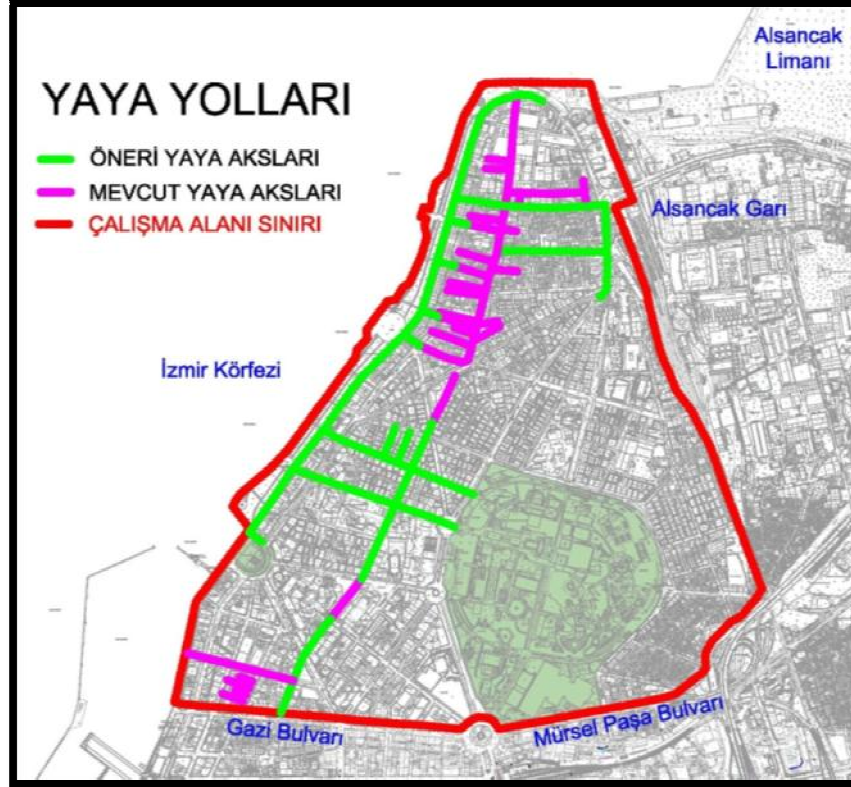 Alsancak
Limanı
YAYA YOLLARI
ÖNERİ YAYA AKSLARI
MEVCUT YAYA AKSLARI
ÇALIŞMA ALANI SINIRI
Alsancak Garı
İzmir Körfezi
Gazi Bulvarı
Mürsel Paşa Bulvarı